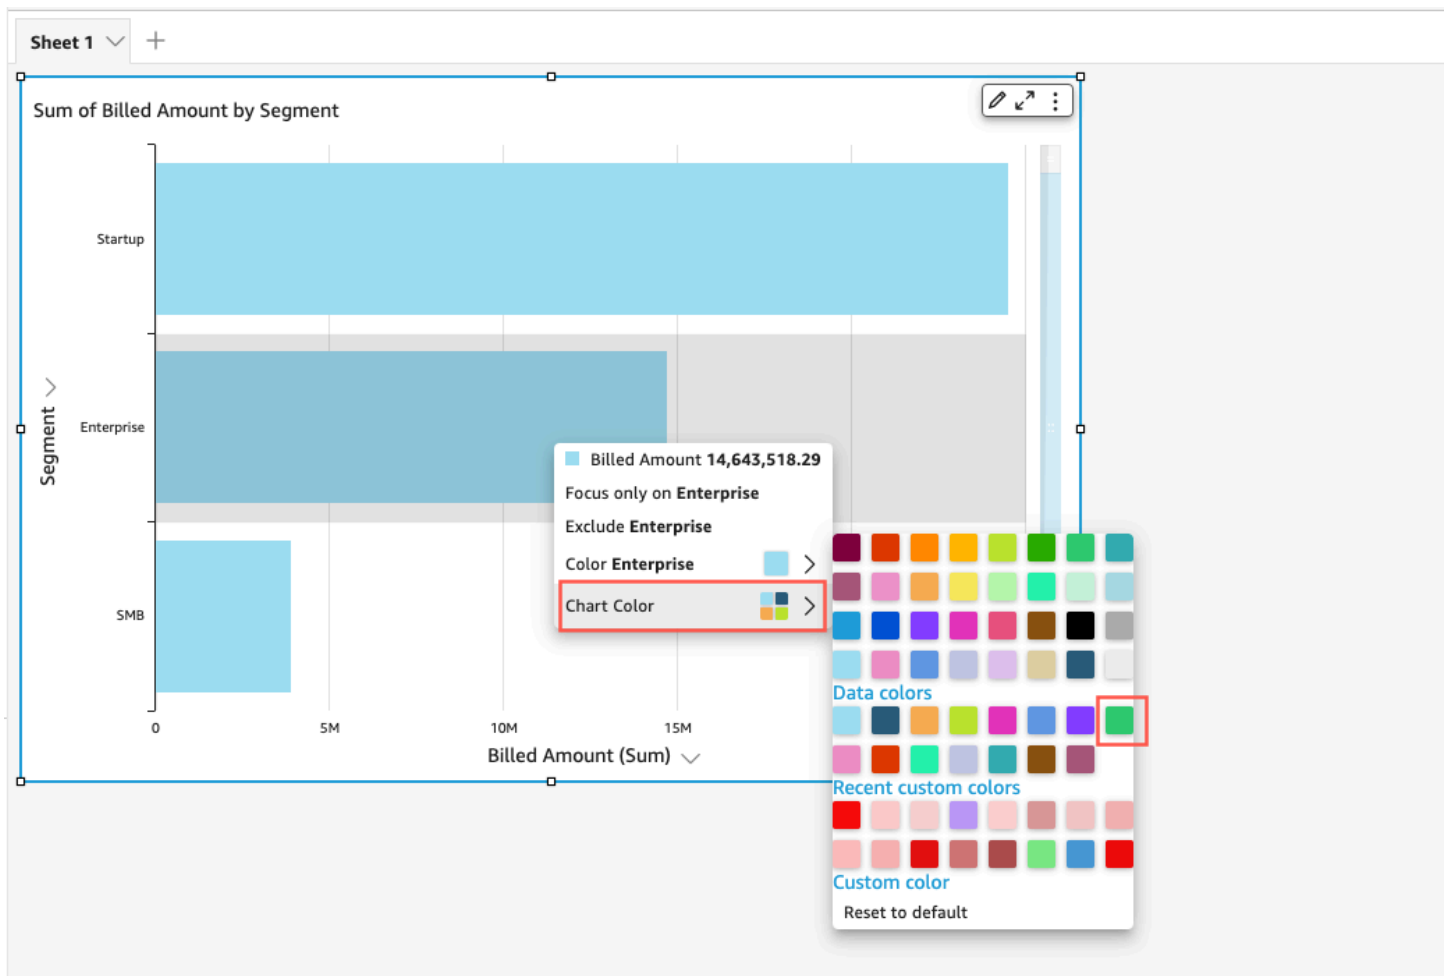 Sheet 1
Sum of Billed Amount by Segment
Startup
Enterprise
SMB
Segment
0 5M 10M 15M
Billed Amount (Sum)
Billed Amount 14,643,518.29
Focus only on Enterprise
Exclude Enterprise
Color Enterprise
Chart Color
Data colors
Recent custom colors
Custom color
Reset to default